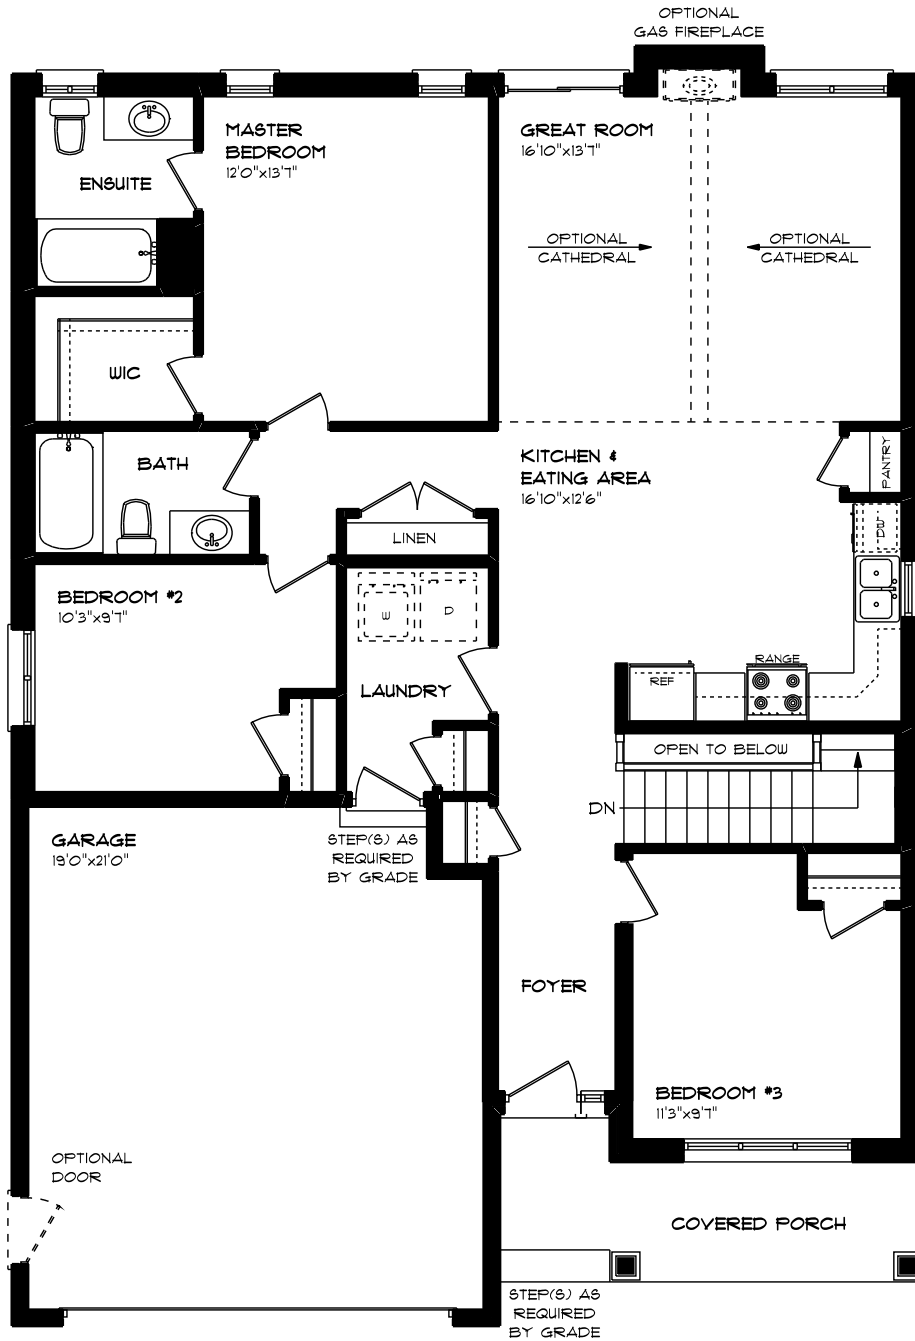 OPTIONAL
GAS FIREPLACE
MASTER
BEDROOM
12'0"x13'7"
GREAT ROOM
16'10"x13'7"
ENSUITE
OPTIONAL
CATHEDRAL
OPTIONAL
CATHEDRAL
WIC
BATH
KITCHEN &
EATING AREA
16'10"x12'6"
PANTRY
DW
LINEN
BEDROOM #2
10'3"x9'7"
W
D
LAUNDRY
RANGE
REF
OPEN TO BELOW
DN
GARAGE
19'0"x21'0"
STEP(S) AS
REQUIRED
BY GRADE
FOYER
BEDROOM #3
11'3"x9'7"
OPTIONAL
DOOR
COVERED PORCH
STEP(S) AS
REQUIRED
BY GRADE